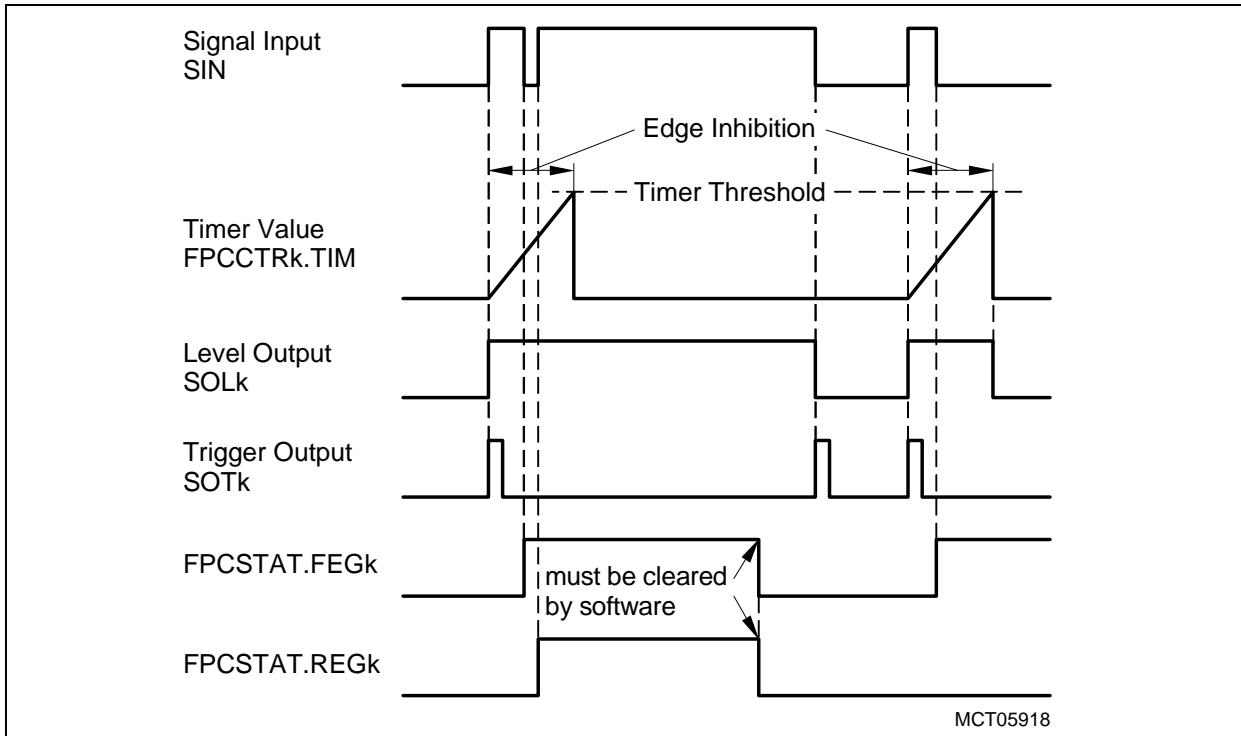 Signal Input
SIN
Edge Inhibition
Timer Threshold
Timer Value
FPCCTRk.TIM
Level Output
SOLk
Trigger Output
SOTk
FPCSTAT.FEGk
must be cleared
by software
FPCSTAT.REGk
MCT05918